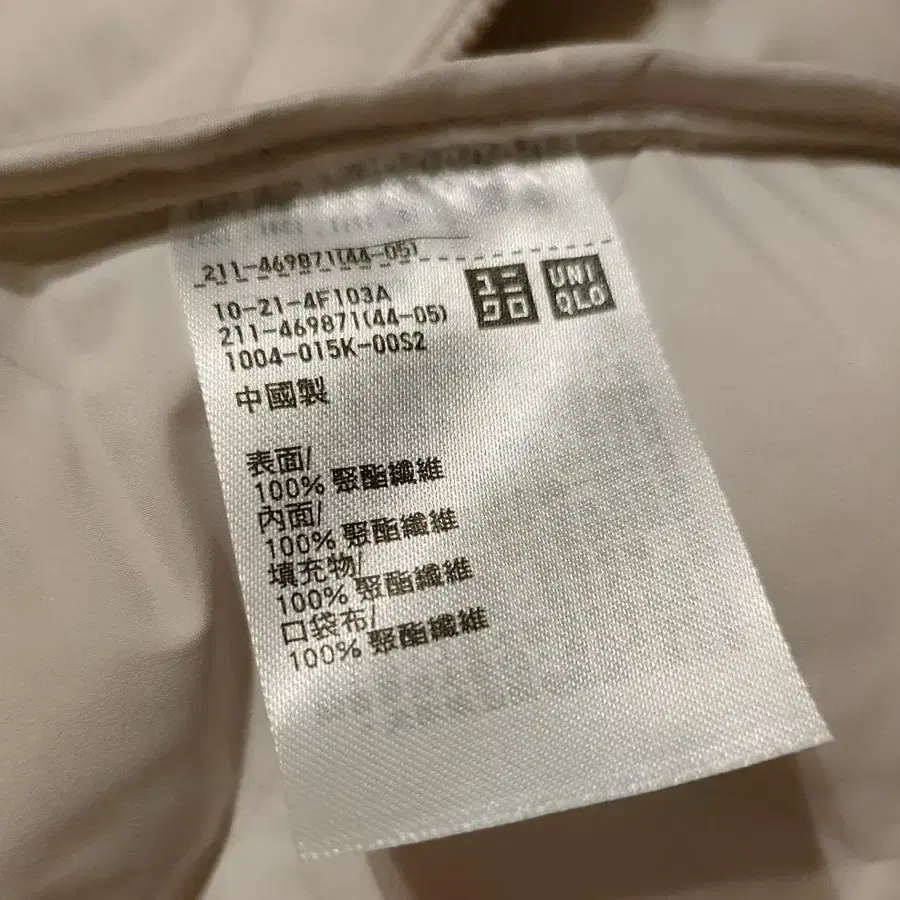 211-469871(44-05)
ユニクロ
UNIQLO
10-21-4F103A
211-469871(44-05)
1004-015K-00S2
中國製
表面/
100% 聚酯纖維
內面/
100% 聚酯纖維
填充物/
100% 聚酯纖維
口袋布/
100% 聚酯纖維